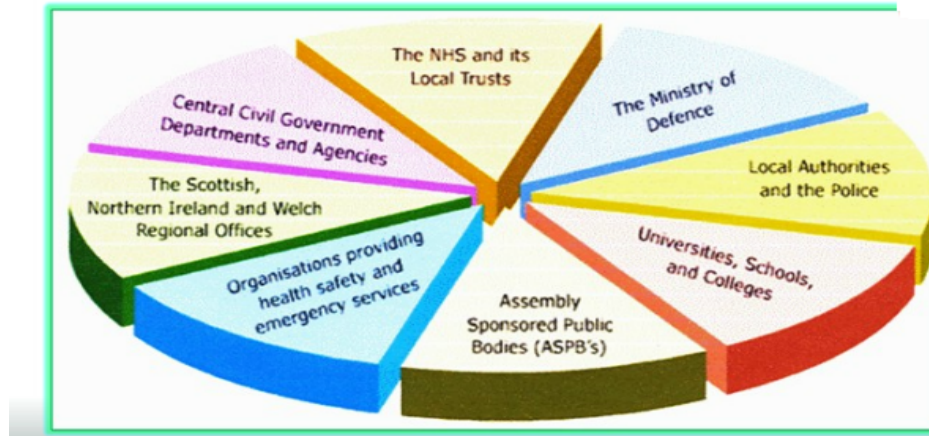 The NHS and its
Local Trusts
The Ministry of
Defence
Local Authorities
and the Police
Universities, Schools,
and Colleges
Assembly
Sponsored Public
Bodies (ASPB's)
Organisations providing
health safety and
emergency services
The Scottish,
Northern Ireland and Welch
Regional Offices
Central Civil Government
Departments and Agencies